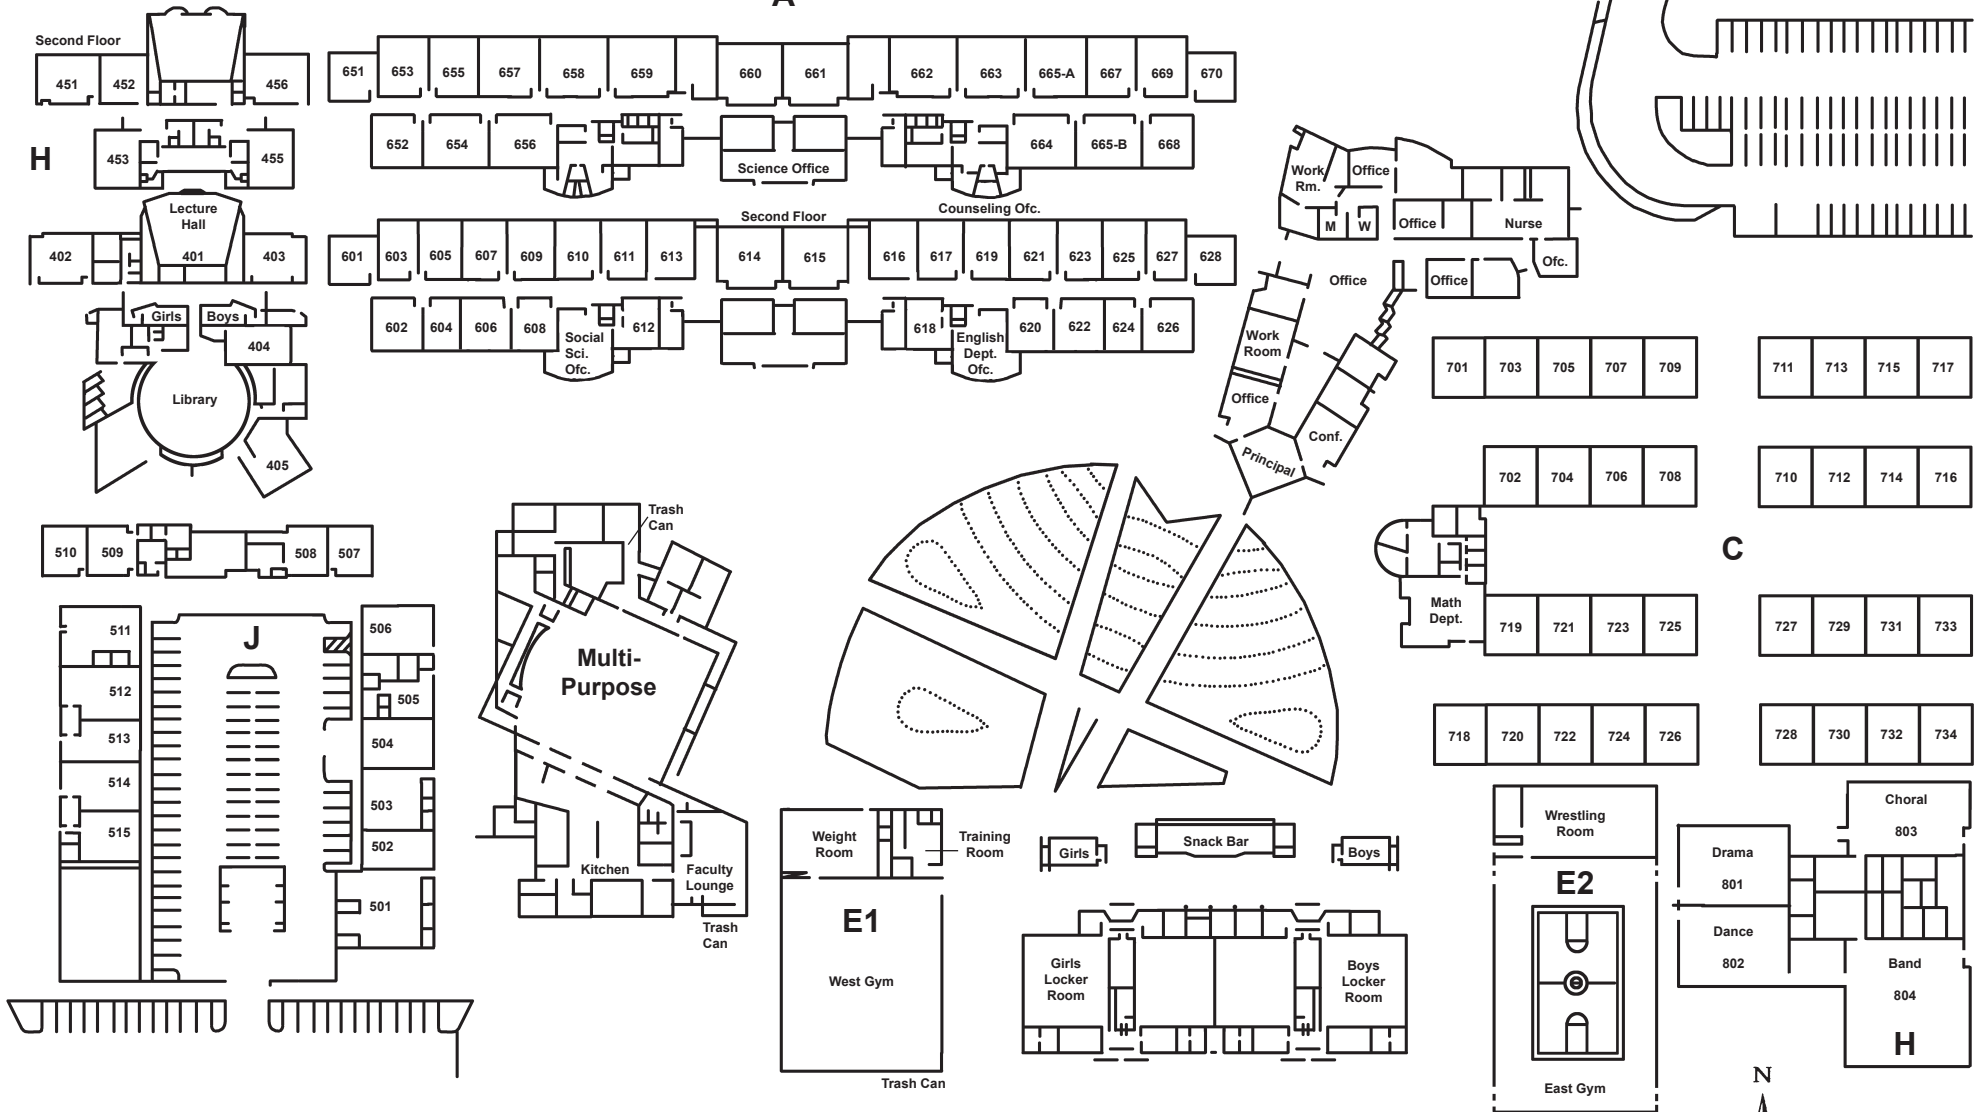 A
Second Floor
451
452
456
H
453
455
Lecture
Hall
402
401
403
Girls
Boys
404
Library
405
651
653
655
657
658
659
660
661
662
663
665-A
667
669
670
652
654
656
Science Office
664
665-B
668
Counseling Ofc.
Second Floor
601
603
605
607
609
610
611
613
614
615
616
617
619
621
623
625
627
628
602
604
606
608
Social
Sci.
Ofc.
612
618
English
Dept.
Ofc.
620
622
624
626
Work
Rm.
Office
M
W
Office
Nurse
Ofc.
Office
Office
Work
Room
Office
Conf.
Principal
701
703
705
707
709
711
713
715
717
702
704
706
708
710
712
714
716
C
Math
Dept.
719
721
723
725
727
729
731
733
718
720
722
724
726
728
730
732
734
510
509
508
507
J
511
512
513
514
515
506
505
504
503
502
501
Trash
Can
Multi-
Purpose
Kitchen
Faculty
Lounge
Trash
Can
Weight
Room
Training
Room
E1
West Gym
Trash Can
Girls
Snack Bar
Boys
Girls
Locker
Room
Boys
Locker
Room
Wrestling
Room
E2
East Gym
Choral
803
Drama
801
Dance
802
Band
804
H
N